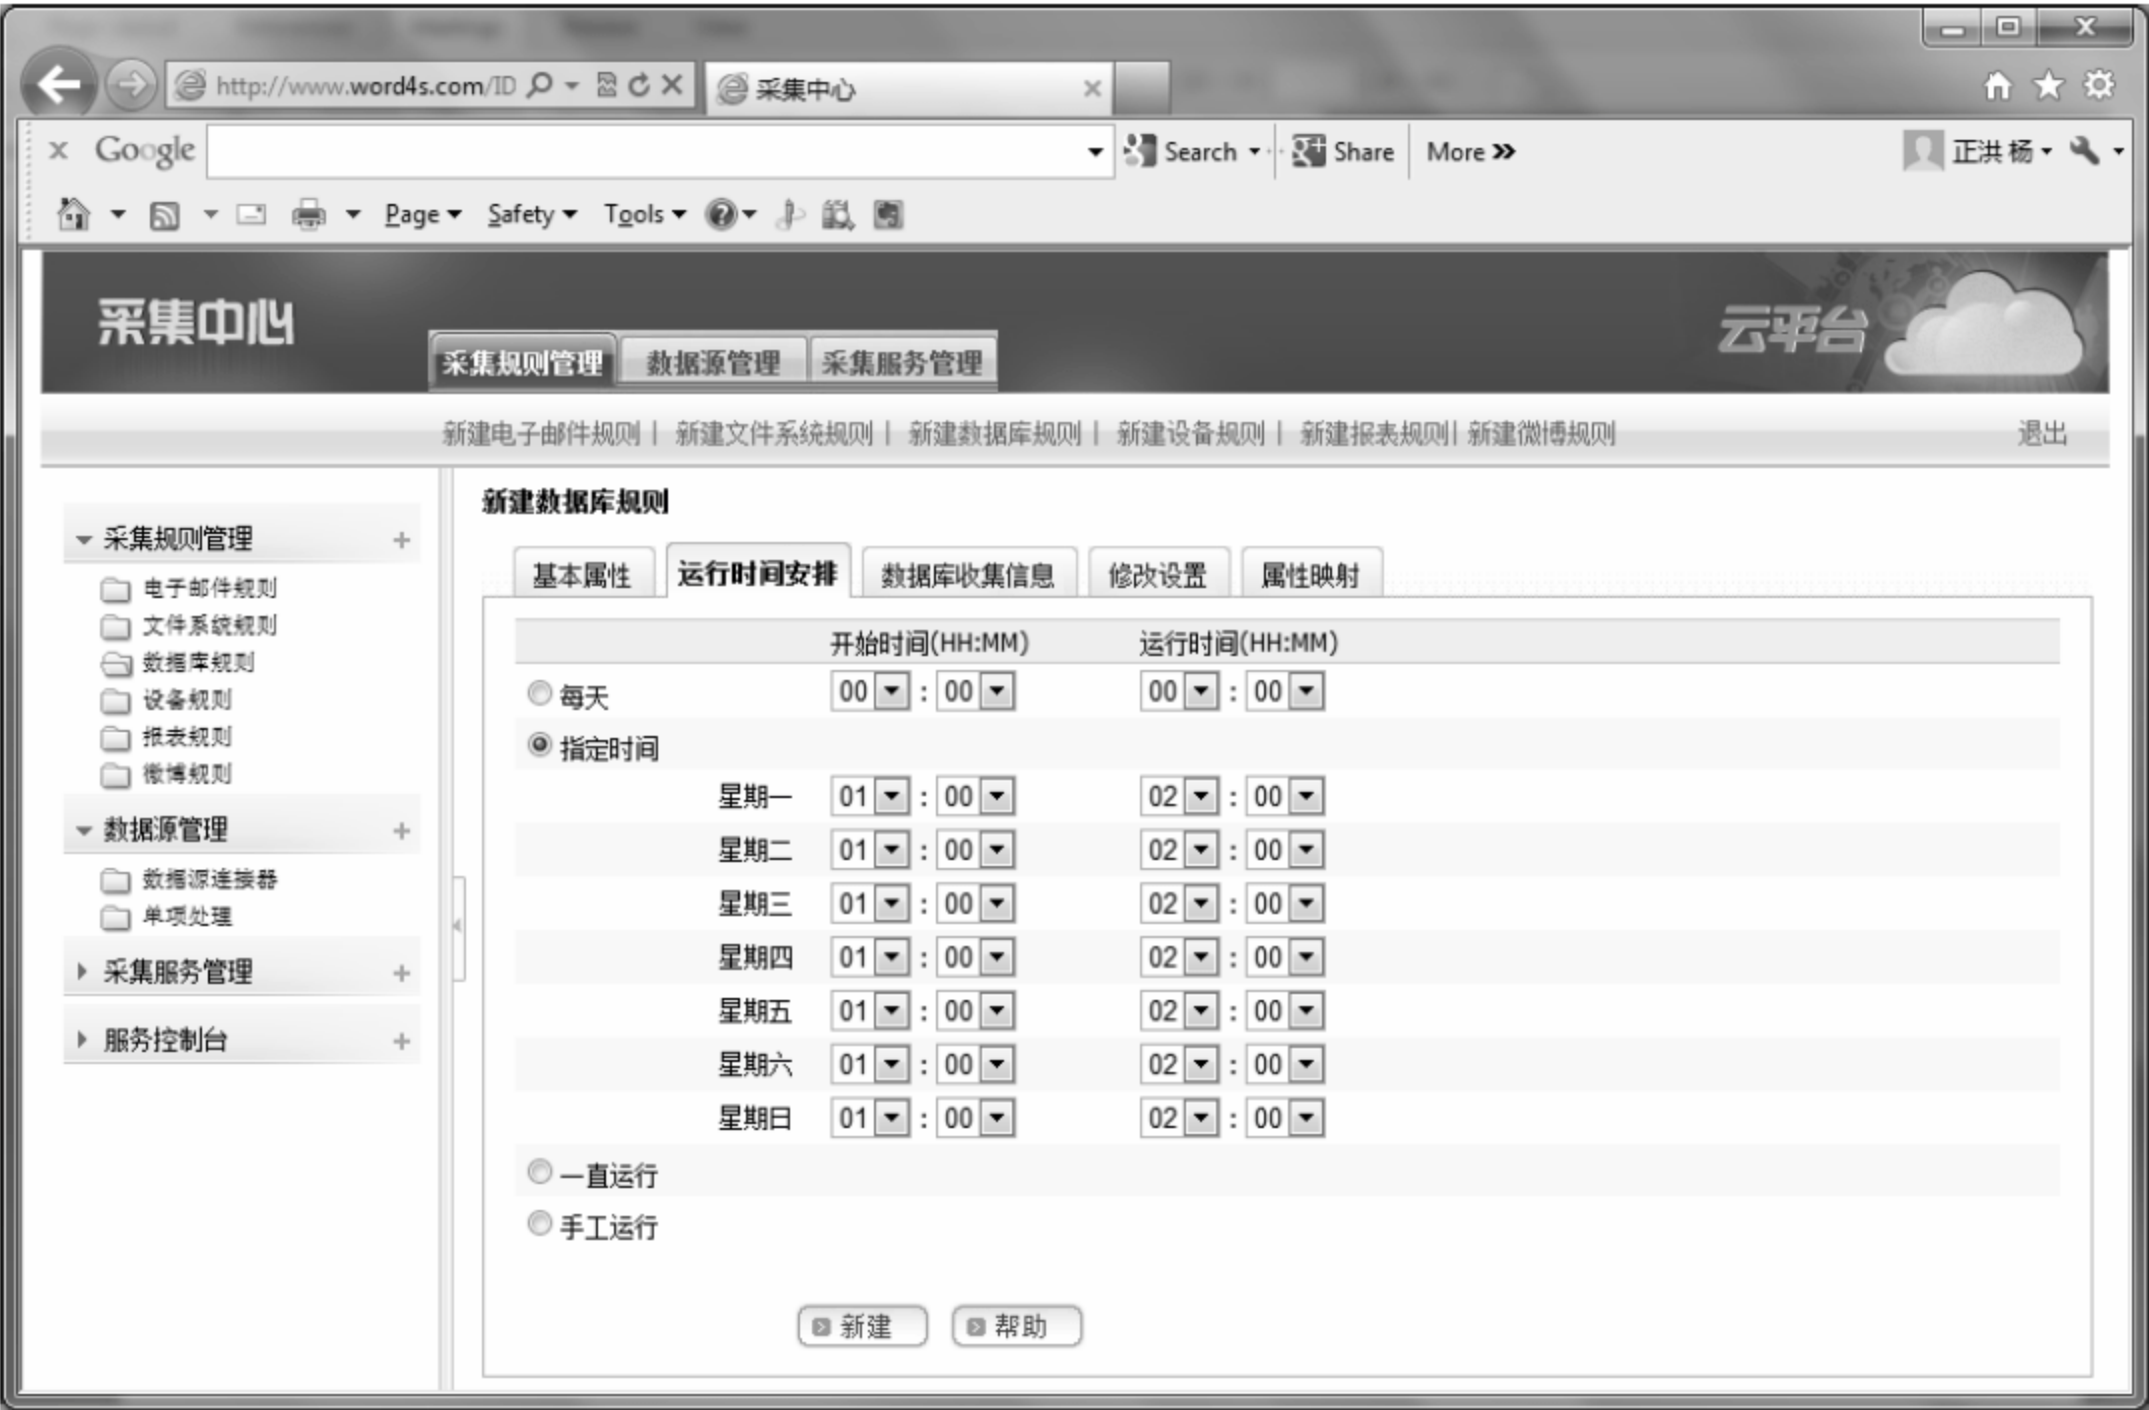 http://www.word4s.com/ID
采集中心
x Google
Search
Share
More »
正洪 杨
Page
Safety
Tools
采集中心
云平台
采集规则管理
数据源管理
采集服务管理
新建电子邮件规则 | 新建文件系统规则 | 新建数据库规则 | 新建设备规则 | 新建报表规则 | 新建微博规则
退出
采集规则管理 +
电子邮件规则
文件系统规则
数据库规则
设备规则
报表规则
微博规则
数据源管理 +
数据源连接器
单项处理
采集服务管理 +
服务控制台 +
新建数据库规则
基本属性 运行时间安排 数据库收集信息 修改设置 属性映射
开始时间(HH:MM) 运行时间(HH:MM)
每天 00 : 00 00 : 00
指定时间
星期一 01 : 00 02 : 00
星期二 01 : 00 02 : 00
星期三 01 : 00 02 : 00
星期四 01 : 00 02 : 00
星期五 01 : 00 02 : 00
星期六 01 : 00 02 : 00
星期日 01 : 00 02 : 00
一直运行
手工运行
新建 帮助